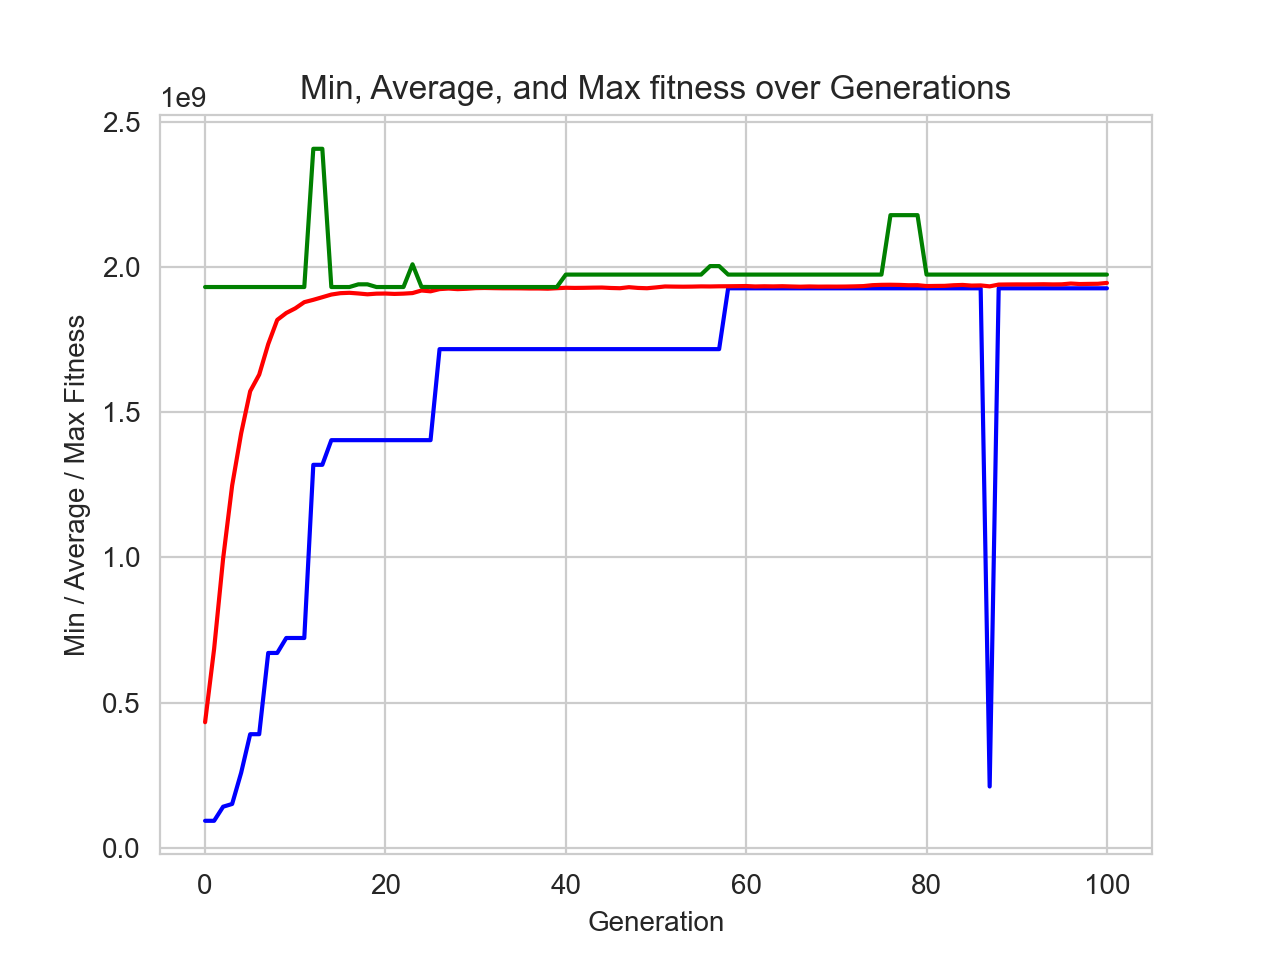 Min, Average, and Max fitness over Generations
1e9
2.5
2.0
1.5
1.0
0.5
0.0
Min / Average / Max Fitness
0 20 40 60 80 100
Generation